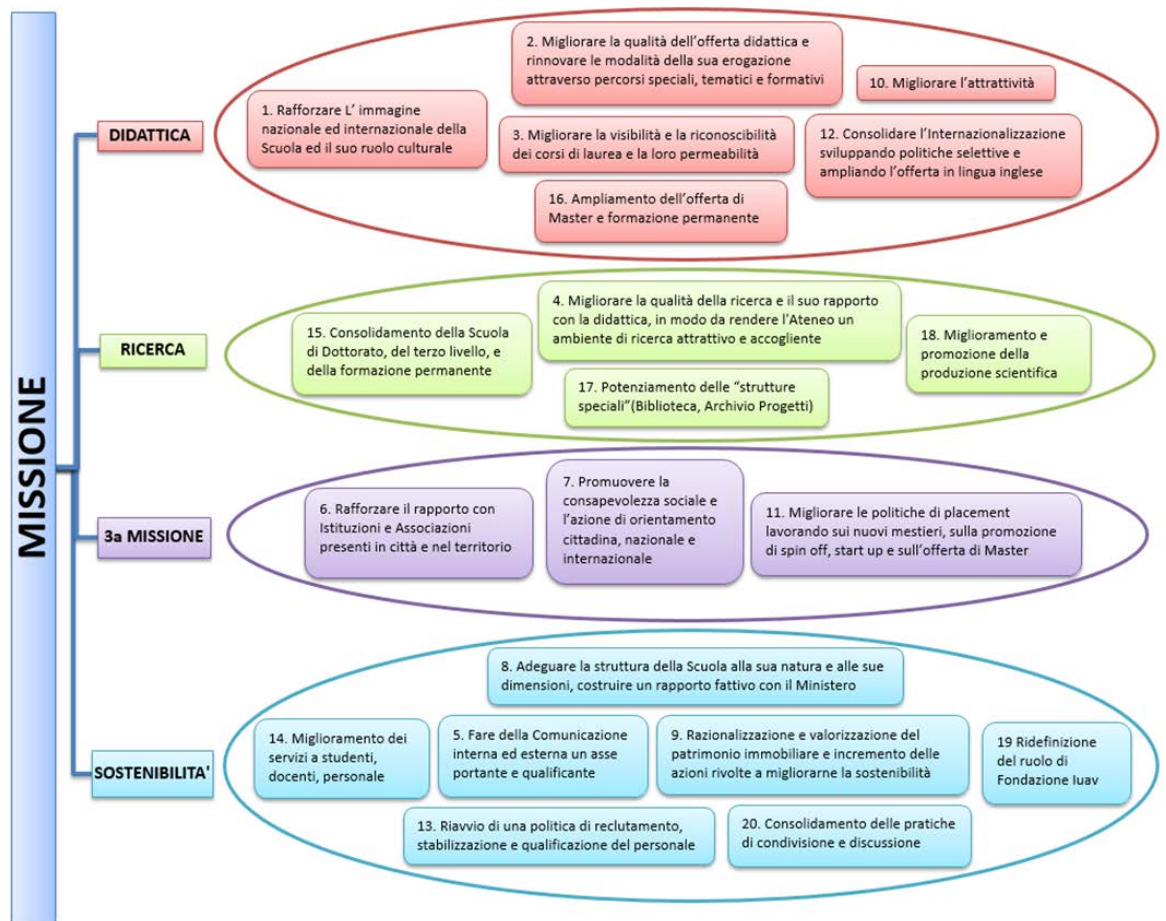 MISSIONE
DIDATTICA
1. Rafforzare L’ immagine
nazionale ed internazionale della
Scuola ed il suo ruolo culturale
2. Migliorare la qualità dell’offerta didattica e
rinnovare le modalità della sua erogazione
attraverso percorsi speciali, tematici e formativi
10. Migliorare l’attrattività
3. Migliorare la visibilità e la riconoscibilità
dei corsi di laurea e la loro permeabilità
12. Consolidare l’Internazionalizzazione
sviluppando politiche selettive e
ampliando l’offerta in lingua inglese
16. Ampliamento dell’offerta di
Master e formazione permanente
RICERCA
15. Consolidamento della Scuola
di Dottorato, del terzo livello, e
della formazione permanente
4. Migliorare la qualità della ricerca e il suo rapporto
con la didattica, in modo da rendere l'Ateneo un
ambiente di ricerca attrattivo e accogliente
18. Miglioramento e
promozione della
produzione scientifica
17. Potenziamento delle “strutture
speciali”(Biblioteca, Archivio Progetti)
3a MISSIONE
6. Rafforzare il rapporto con
Istituzioni e Associazioni
presenti in città e nel territorio
7. Promuovere la
consapevolezza sociale e
l’azione di orientamento
cittadina, nazionale e
internazionale
11. Migliorare le politiche di placement
lavorando sui nuovi mestieri, sulla promozione
di spin off, start up e sull’offerta di Master
SOSTENIBILITA'
8. Adeguare la struttura della Scuola alla sua natura e alle sue
dimensioni, costruire un rapporto fattivo con il Ministero
14. Miglioramento dei
servizi a studenti,
docenti, personale
5. Fare della Comunicazione
interna ed esterna un asse
portante e qualificante
9. Razionalizzazione e valorizzazione del
patrimonio immobiliare e incremento delle
azioni rivolte a migliorarne la sostenibilità
19 Ridefinizione
del ruolo di
Fondazione Iuav
13. Riavvio di una politica di reclutamento,
stabilizzazione e qualificazione del personale
20. Consolidamento delle pratiche
di condivisione e discussione